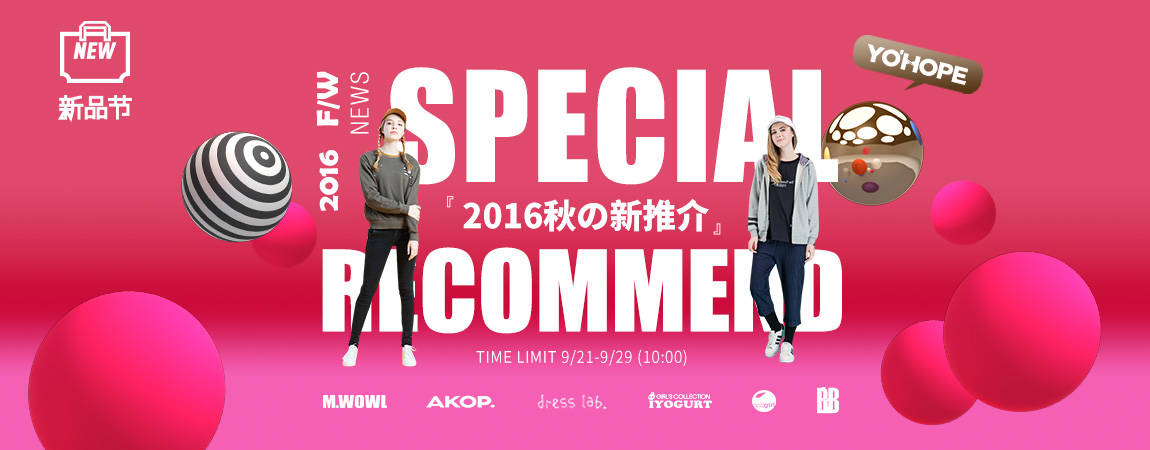 NEW
新品节
2016 F/W
NEWS
SPECIAL
『2016秋の新推介』
RECOMMEND
YO'HOPE
TIME LIMIT 9/21-9/29 (10:00)
M.WOWL
AKOP.
dress lab.
GIRL'S COLLECTION
IYOGURT